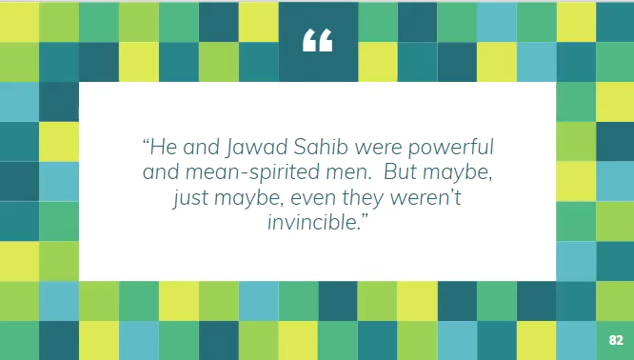 “
“He and Jawad Sahib were powerful
and mean-spirited men.  But maybe,
just maybe, even they weren’t
invincible.”
82